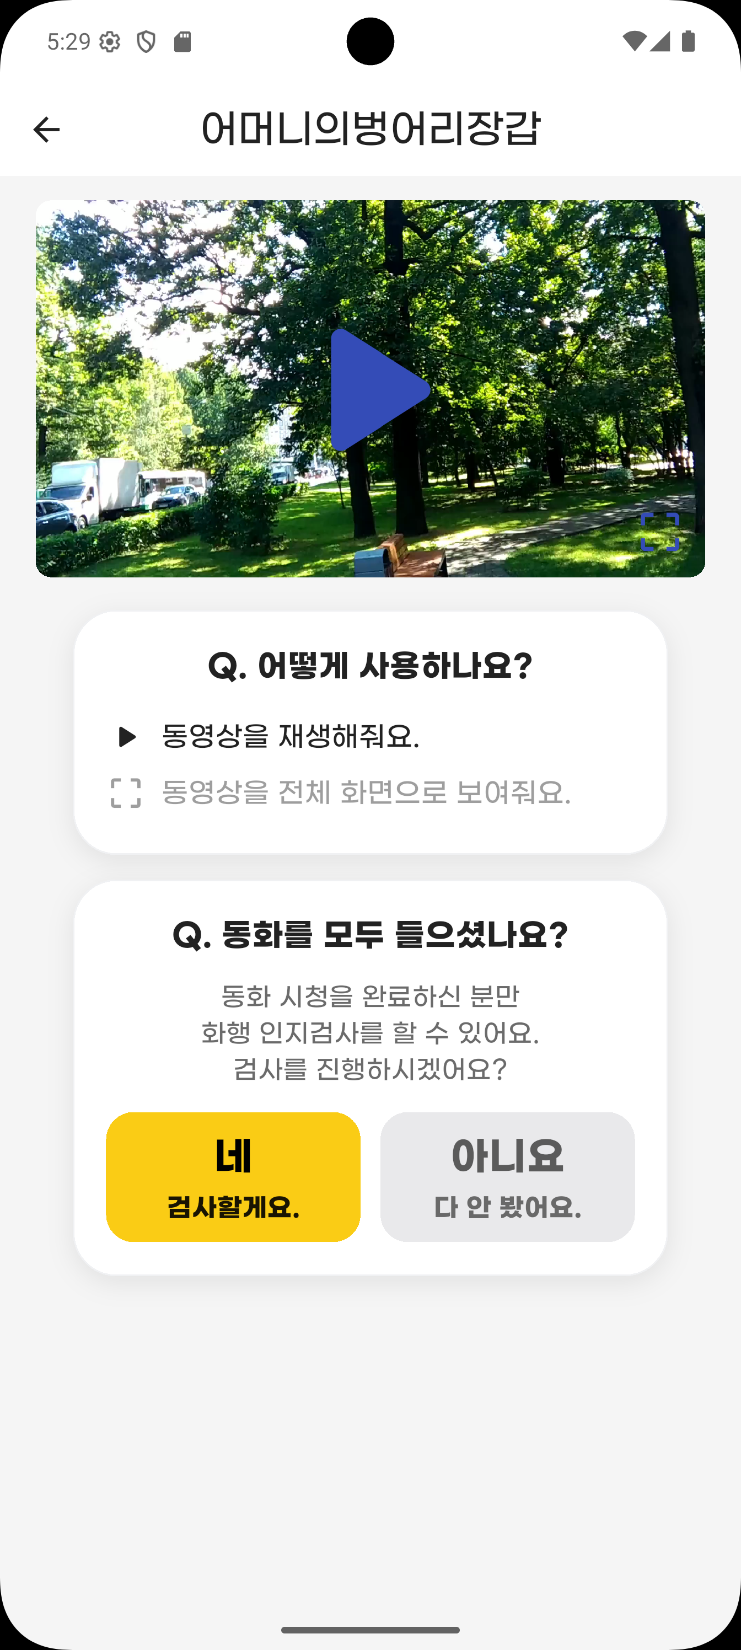 5:29
어머니의벙어리장갑
Q. 어떻게 사용하나요?
동영상을 재생해줘요.
동영상을 전체 화면으로 보여줘요.
Q. 동화를 모두 들으셨나요?
동화 시청을 완료하신 분만
화행 인지검사를 할 수 있어요.
검사를 진행하시겠어요?
네
검사할게요.
아니요
다 안 봤어요.